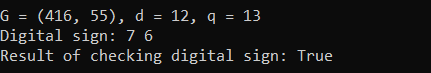 G = (416, 55), d = 12, q = 13
Digital sign: 7 6
Result of checking digital sign: True